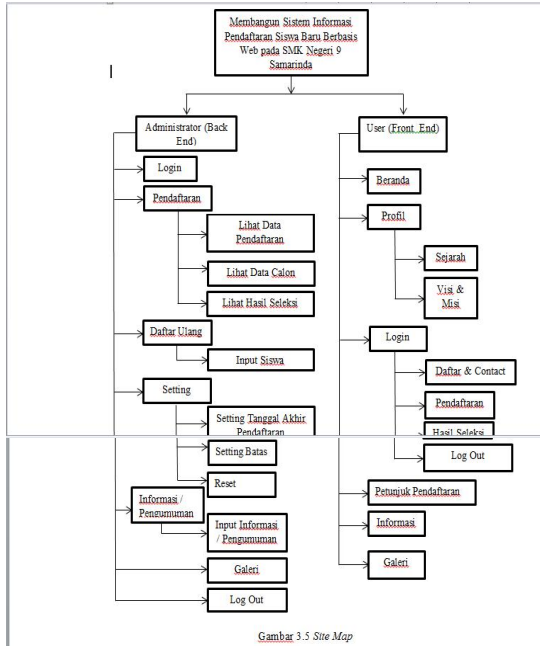 Membangun Sistem Informasi
Pendaftaran Siswa Baru Berbasis
Web pada SMK Negeri 9
Samarinda
Administrator (Back
End)
Login
Pendaftaran
Lihat Data
Pendaftaran
Lihat Data Calon
Lihat Hasil Seleksi
Daftar Ulang
Input Siswa
Setting
Setting Tanggal Akhir
Pendaftaran
Setting Batas
Reset
Informasi /
Pengumuman
Input Informasi
/ Pengumuman
Galeri
Log Out
User (Front End)
Beranda
Profil
Sejarah
Visi &
Misi
Login
Daftar & Contact
Pendaftaran
Hasil Seleksi
Log Out
Petunjuk Pendaftaran
Informasi
Galeri
Gambar 3.5 Site Map